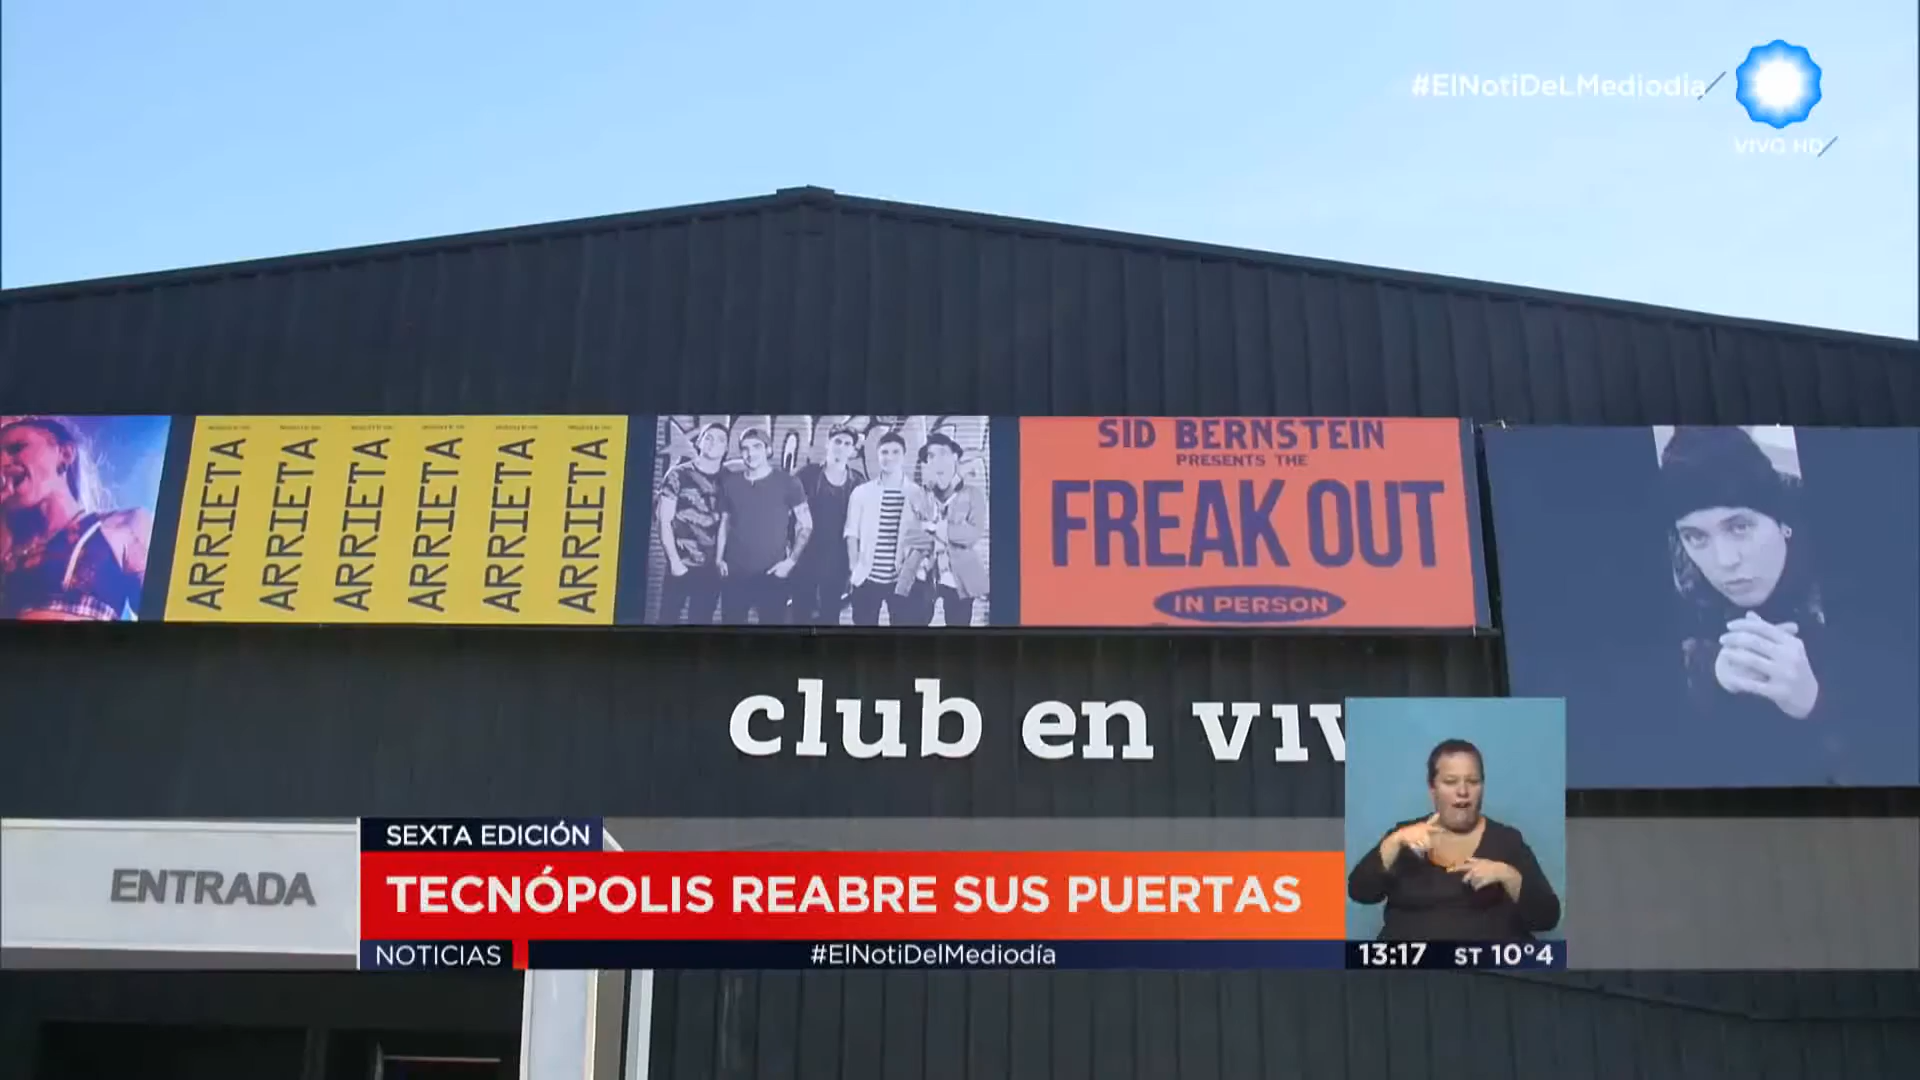 #ElNotiDeLMediodía
VIVO HD
ARRIETA ARRIETA ARRIETA ARRIETA ARRIETA ARRIETA
SID BERNSTEIN
PRESENTS THE
FREAK OUT
IN PERSON
club en viv
ENTRADA
SEXTA EDICIÓN
TECNÓPOLIS REABRE SUS PUERTAS
NOTICIAS
#ElNotiDelMediodía
13:17 ST 10°4